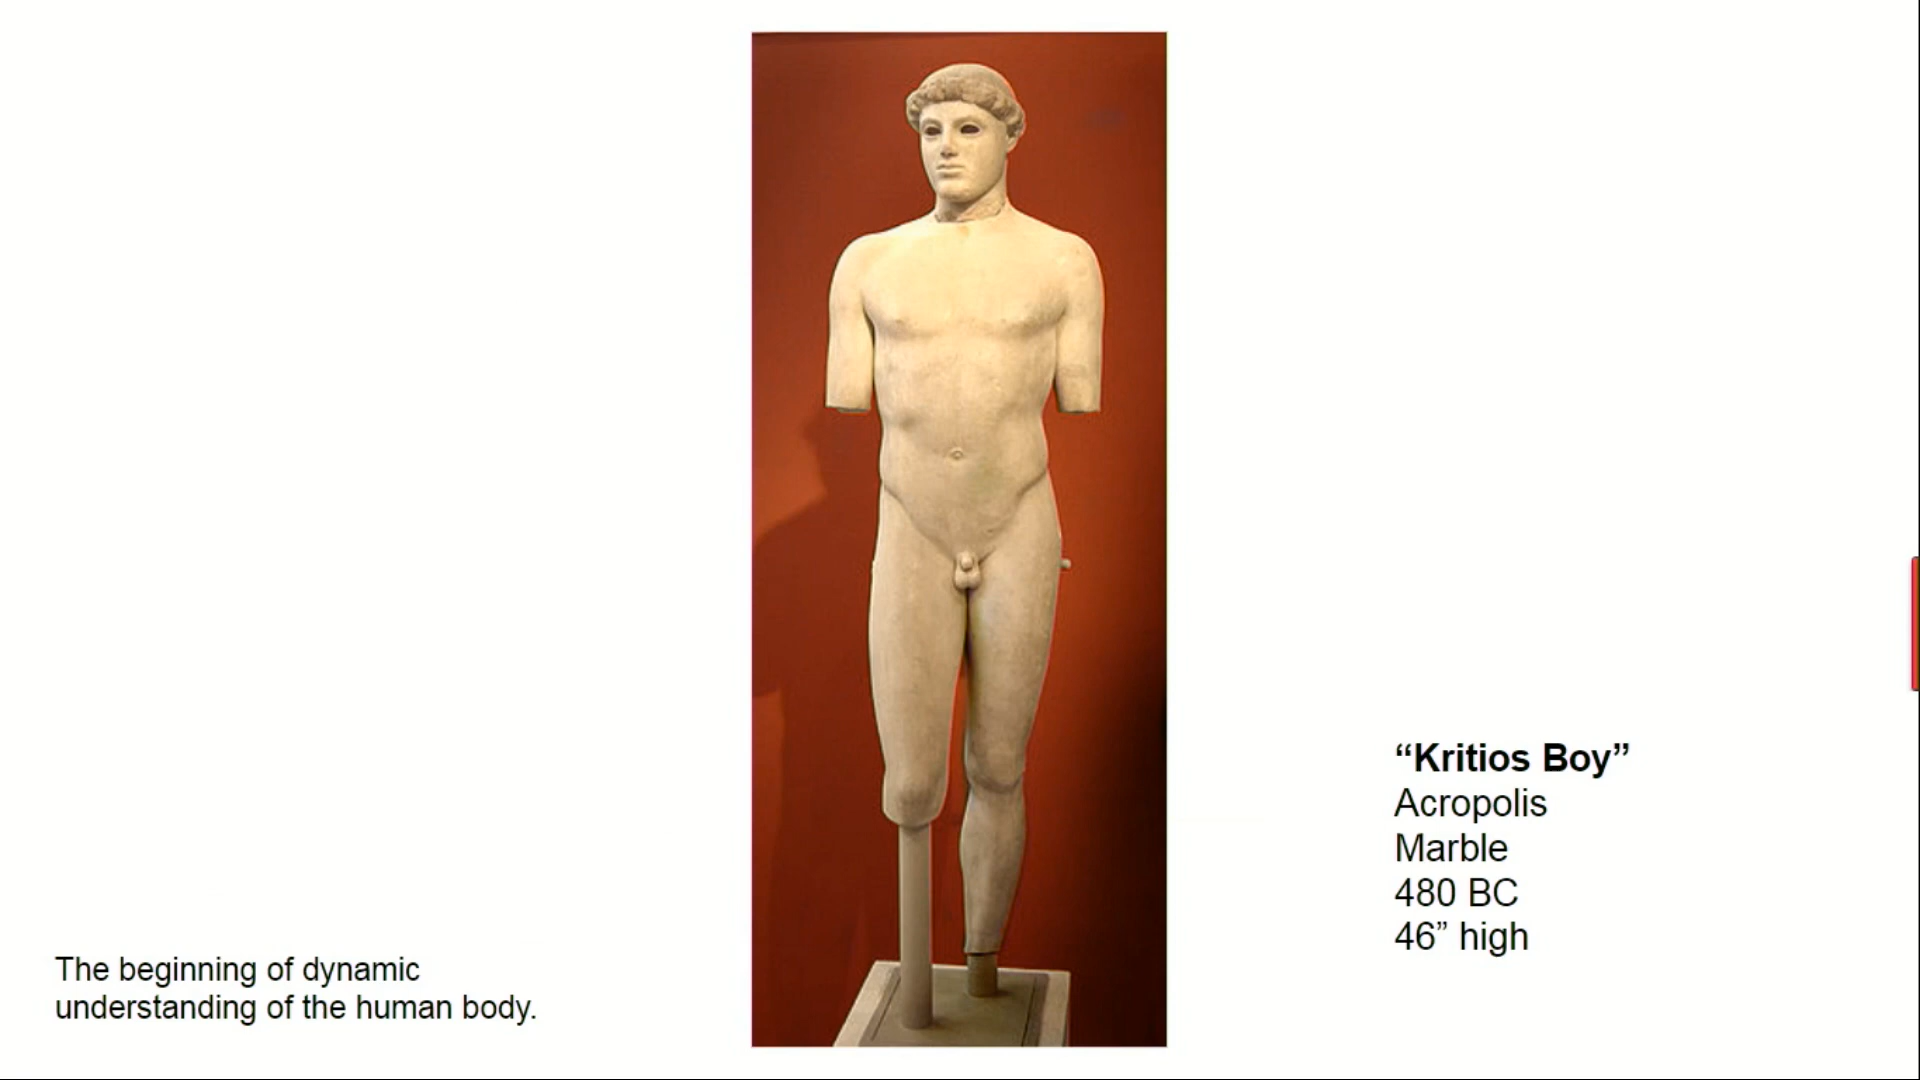 “Kritios Boy”
Acropolis
Marble
480 BC
46” high
The beginning of dynamic
understanding of the human body.